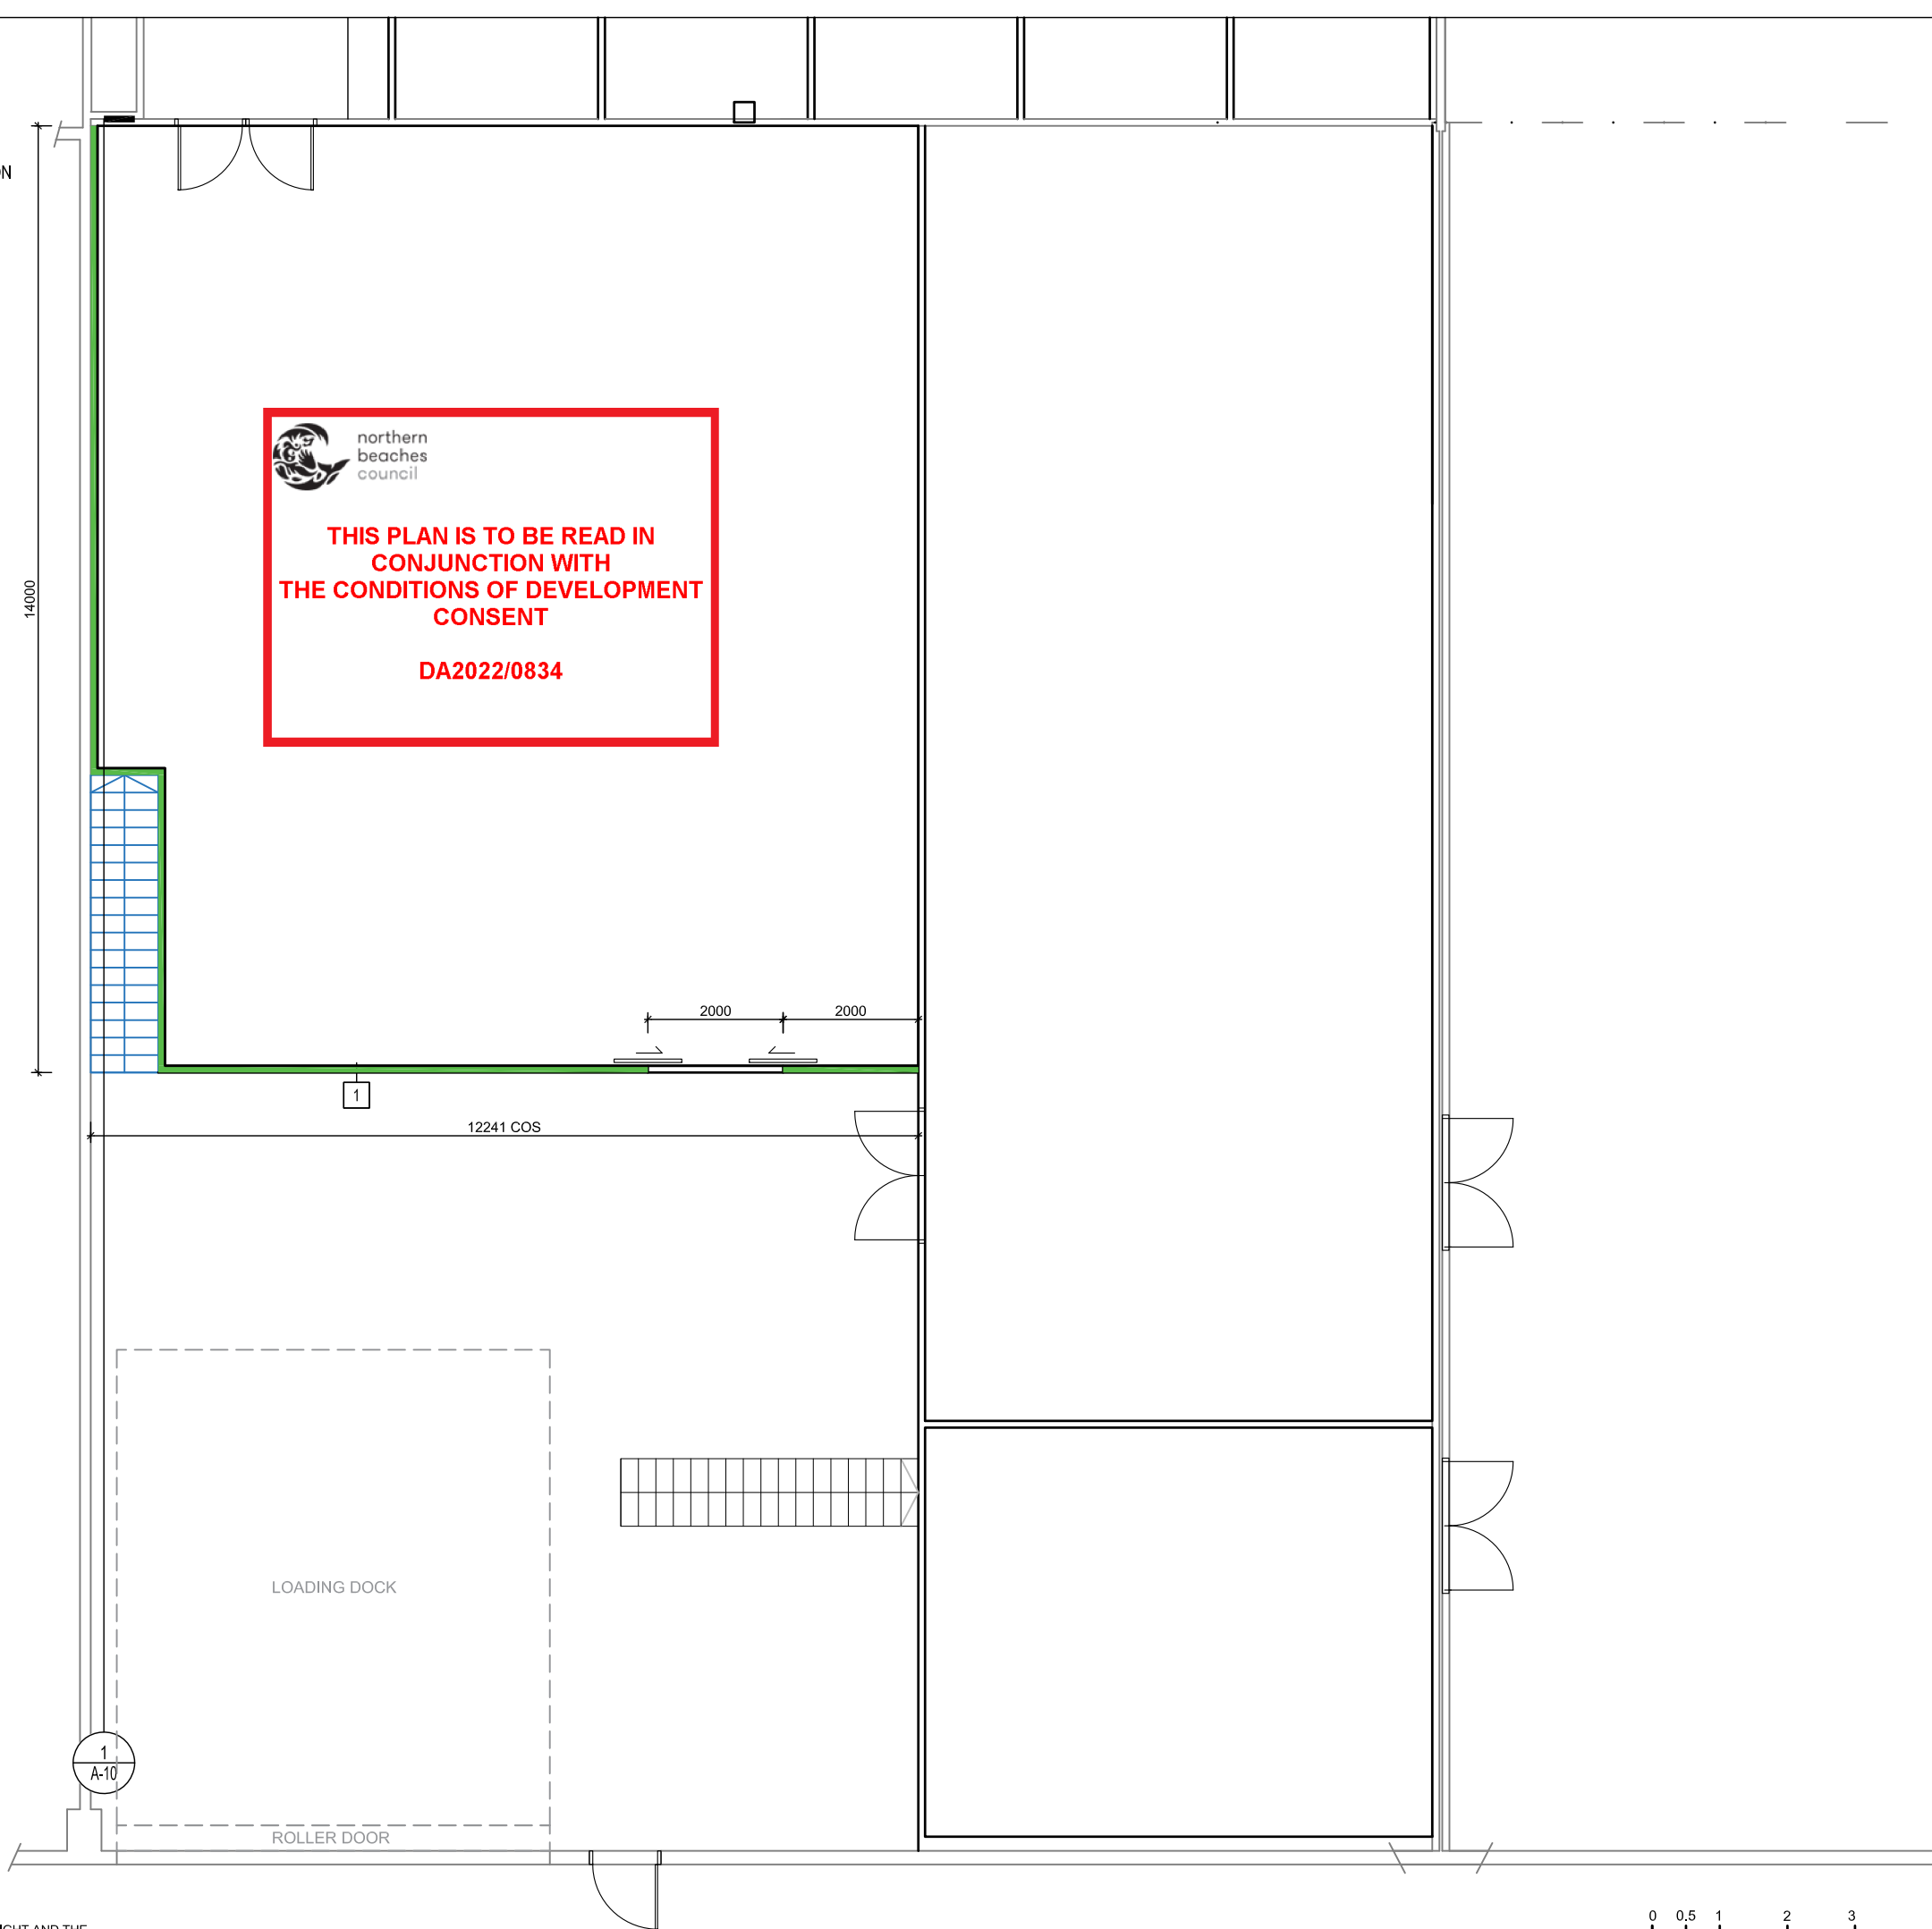 ON
northern
beaches
council
THIS PLAN IS TO BE READ IN
CONJUNCTION WITH
THE CONDITIONS OF DEVELOPMENT
CONSENT
DA2022/0834
14000
2000 2000
1
12241 COS
LOADING DOCK
1
A-10
ROLLER DOOR
0 0.5 1 2 3